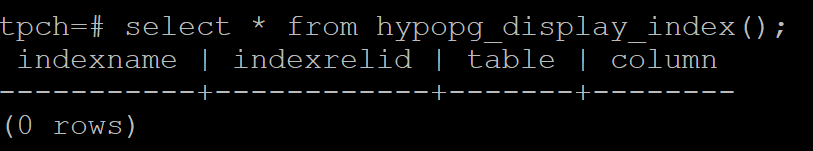 tpch=# select * from hypopg_display_index();
 indexname | indexrelid | table | column
-----------+------------+-------+--------
(0 rows)